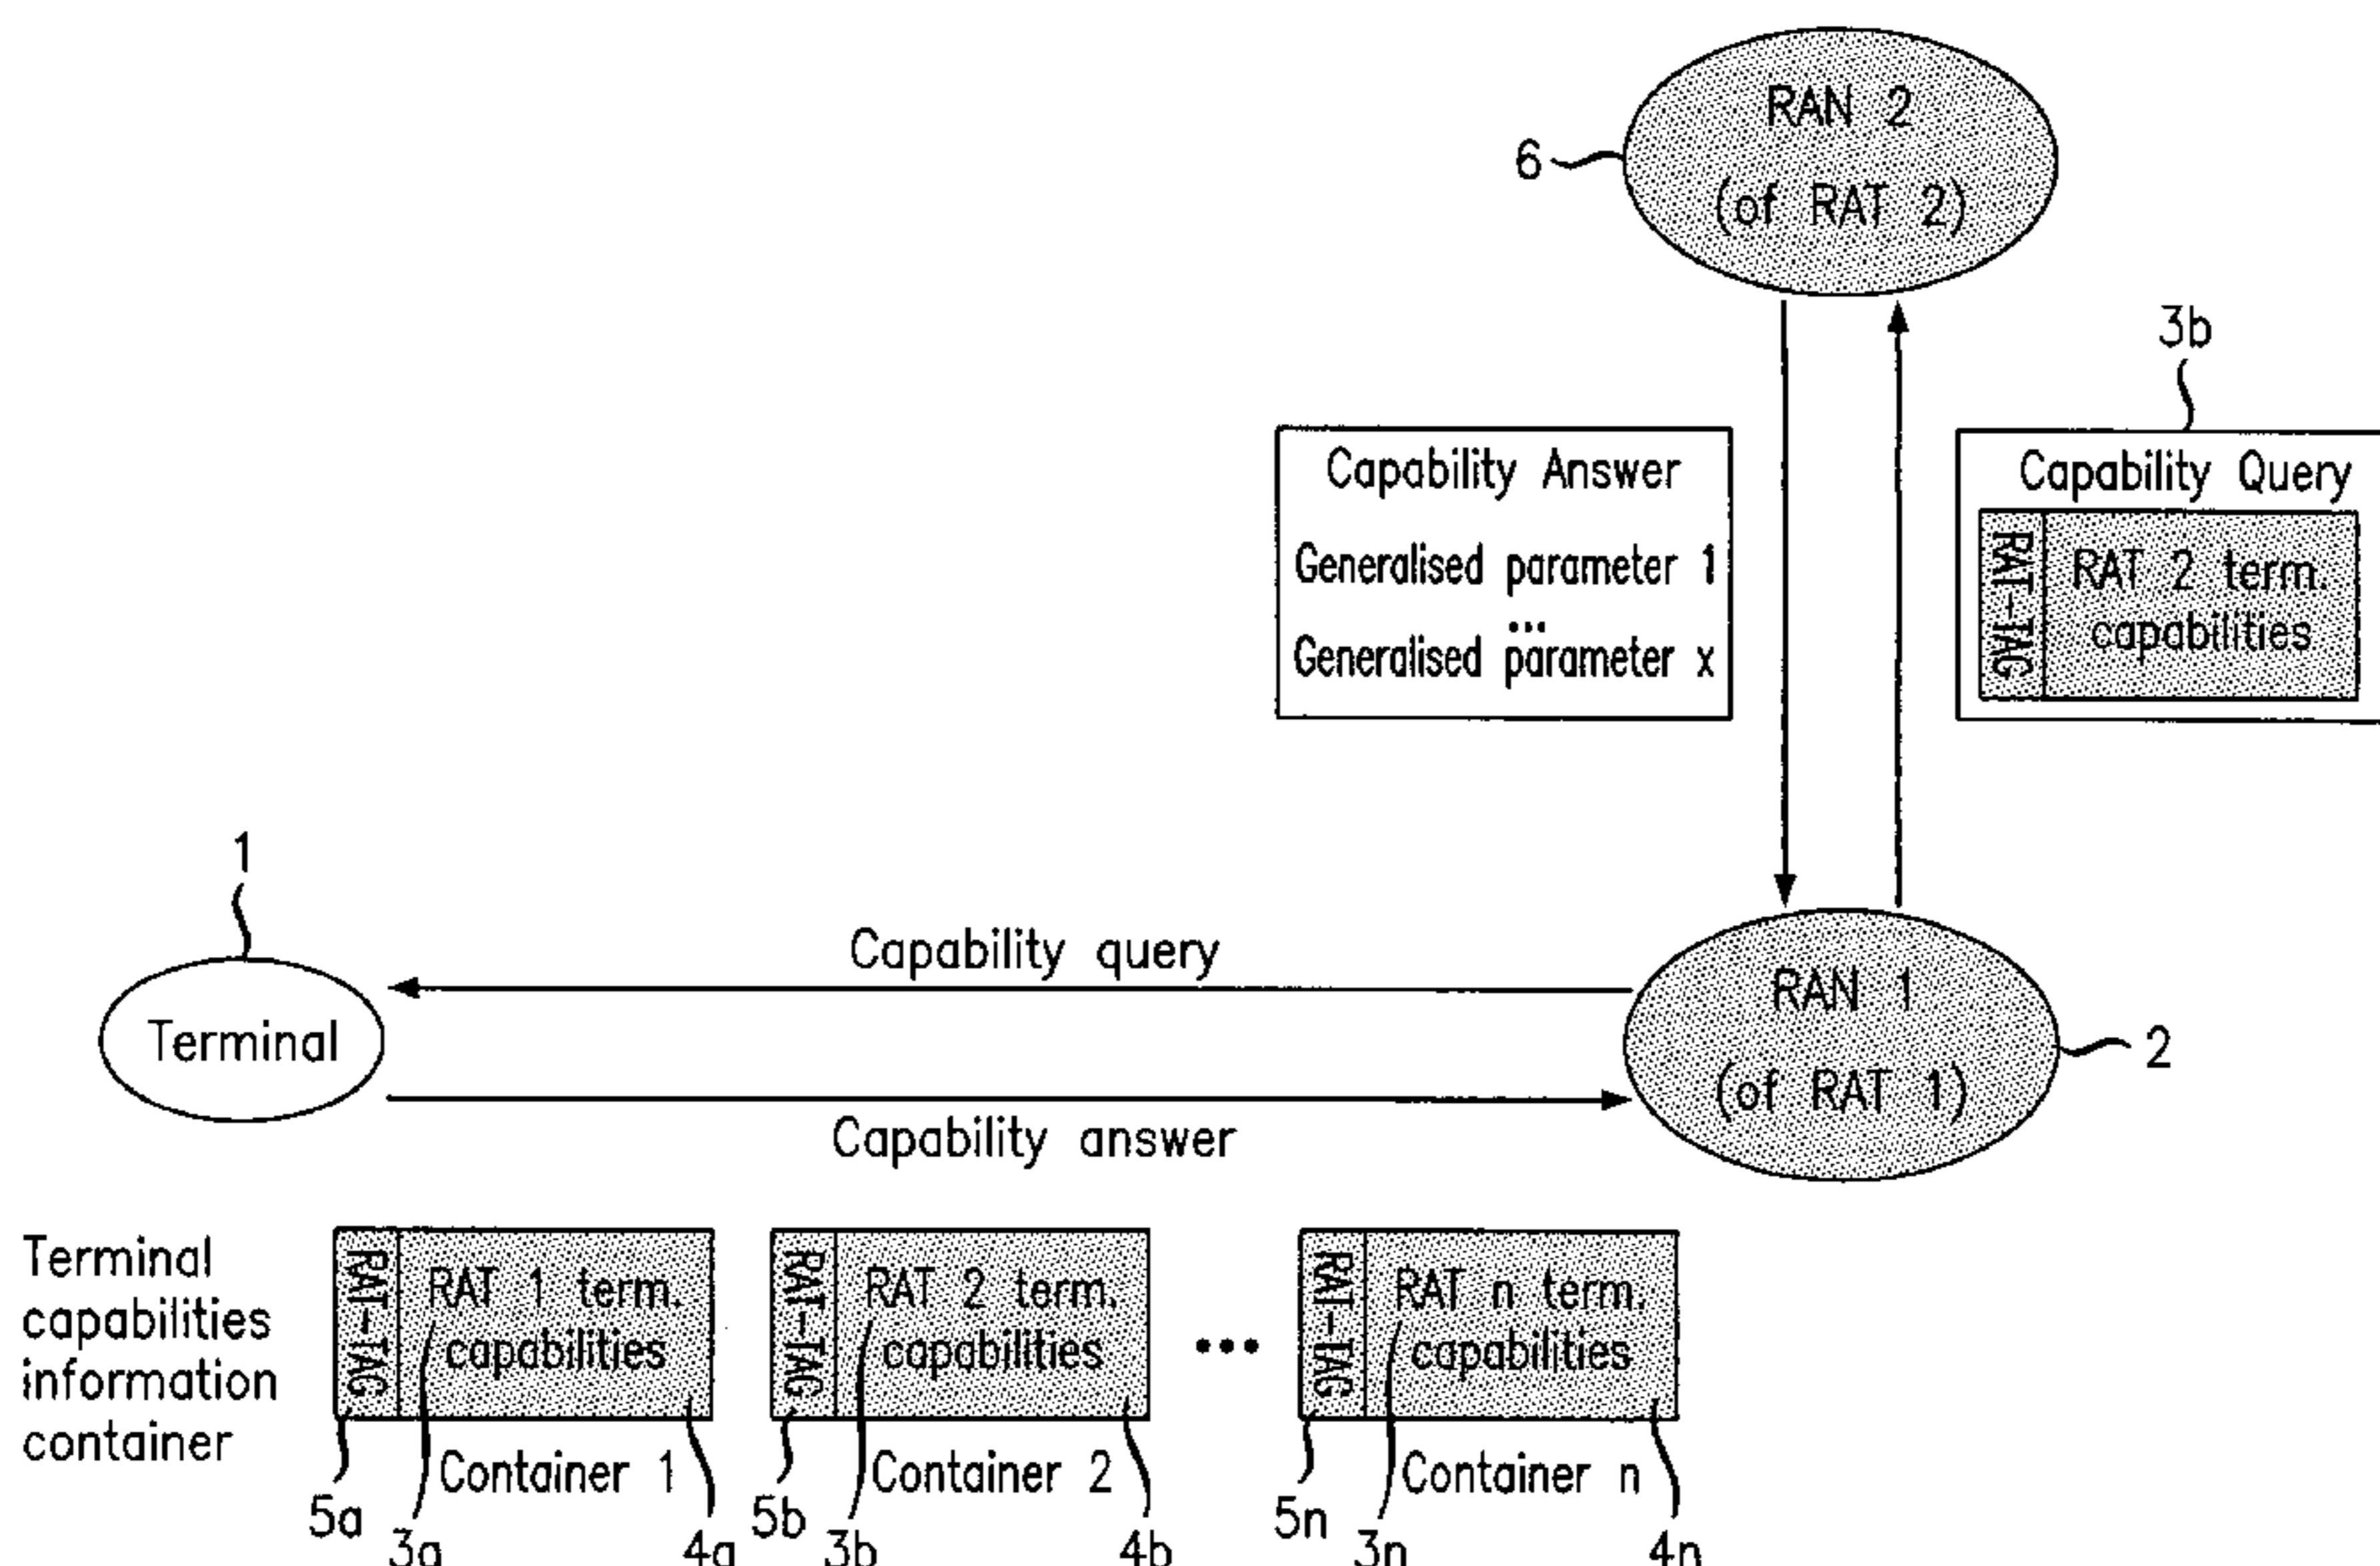 RAN 2
(of RAT 2)
6
3b
Capability Answer
Generalised parameter 1
...
Generalised parameter x
Capability Query
RAT-TAG
RAT 2 term.
capabilities
1
Terminal
Capability query
Capability answer
RAN 1
(of RAT 1)
2
Terminal
capabilities
information
container
RAT-TAG
RAT 1 term.
capabilities
Container 1
5a
3a
4a
RAT-TAG
RAT 2 term.
capabilities
Container 2
5b
3b
4b
...
RAT-TAG
RAT n term.
capabilities
Container n
5n
3n
4n